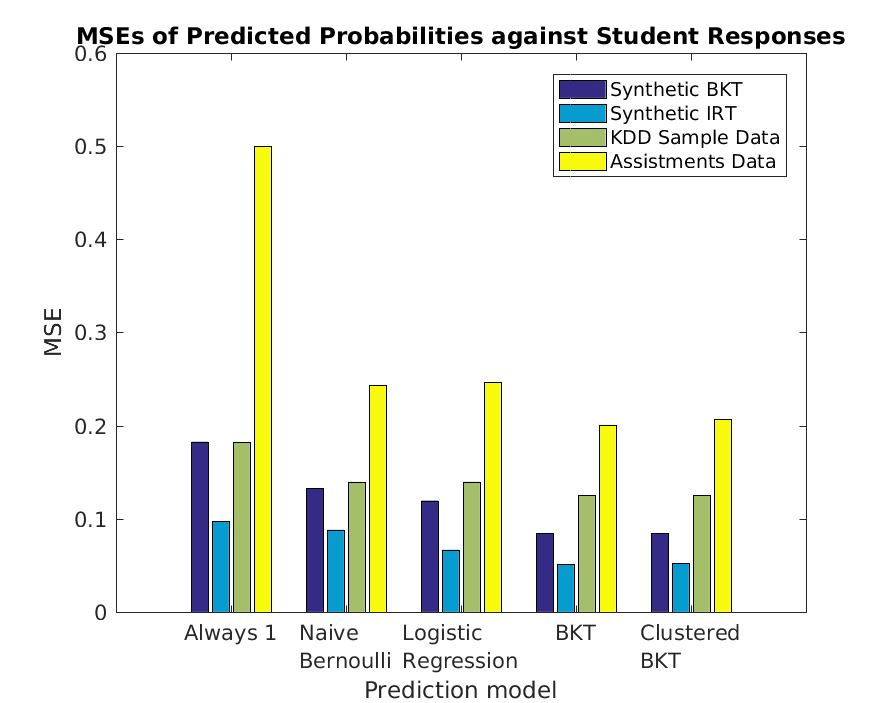 MSEs of Predicted Probabilities against Student Responses
0.6
0.5
0.4
0.3
0.2
0.1
0
MSE
Synthetic BKT
Synthetic IRT
KDD Sample Data
Assistments Data
Always 1
Naive
Bernoulli
Logistic
Regression
BKT
Clustered
BKT
Prediction model